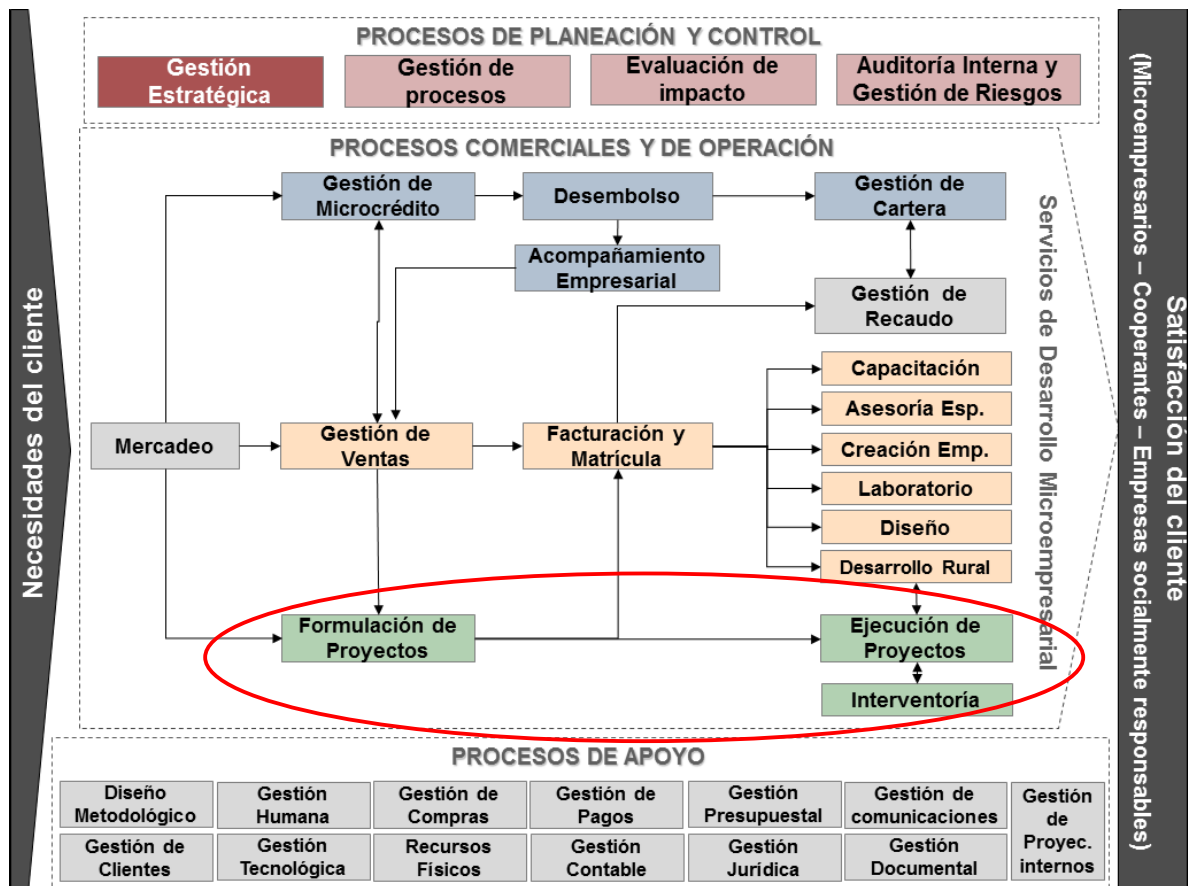 Necesidades del cliente
PROCESOS DE PLANEACIÓN Y CONTROL
Gestión
Estratégica
Gestión de
procesos
Evaluación de
impacto
Auditoría Interna y
Gestión de Riesgos
PROCESOS COMERCIALES Y DE OPERACIÓN
Gestión de
Microcrédito
Desembolso
Gestión de
Cartera
Acompañamiento
Empresarial
Gestión de
Recaudo
Capacitación
Asesoría Esp.
Mercadeo
Gestión de
Ventas
Facturación y
Matrícula
Creación Emp.
Laboratorio
Diseño
Desarrollo Rural
Formulación de
Proyectos
Ejecución de
Proyectos
Interventoría
Servicios de Desarrollo Microempresarial
PROCESOS DE APOYO
Diseño
Metodológico
Gestión
Humana
Gestión de
Compras
Gestión de
Pagos
Gestión
Presupuestal
Gestión de
comunicaciones
Gestión
de
Proyec.
internos
Gestión de
Clientes
Gestión
Tecnológica
Recursos
Físicos
Gestión
Contable
Gestión
Jurídica
Gestión
Documental
Satisfacción del cliente
(Microempresarios – Cooperantes – Empresas socialmente responsables)